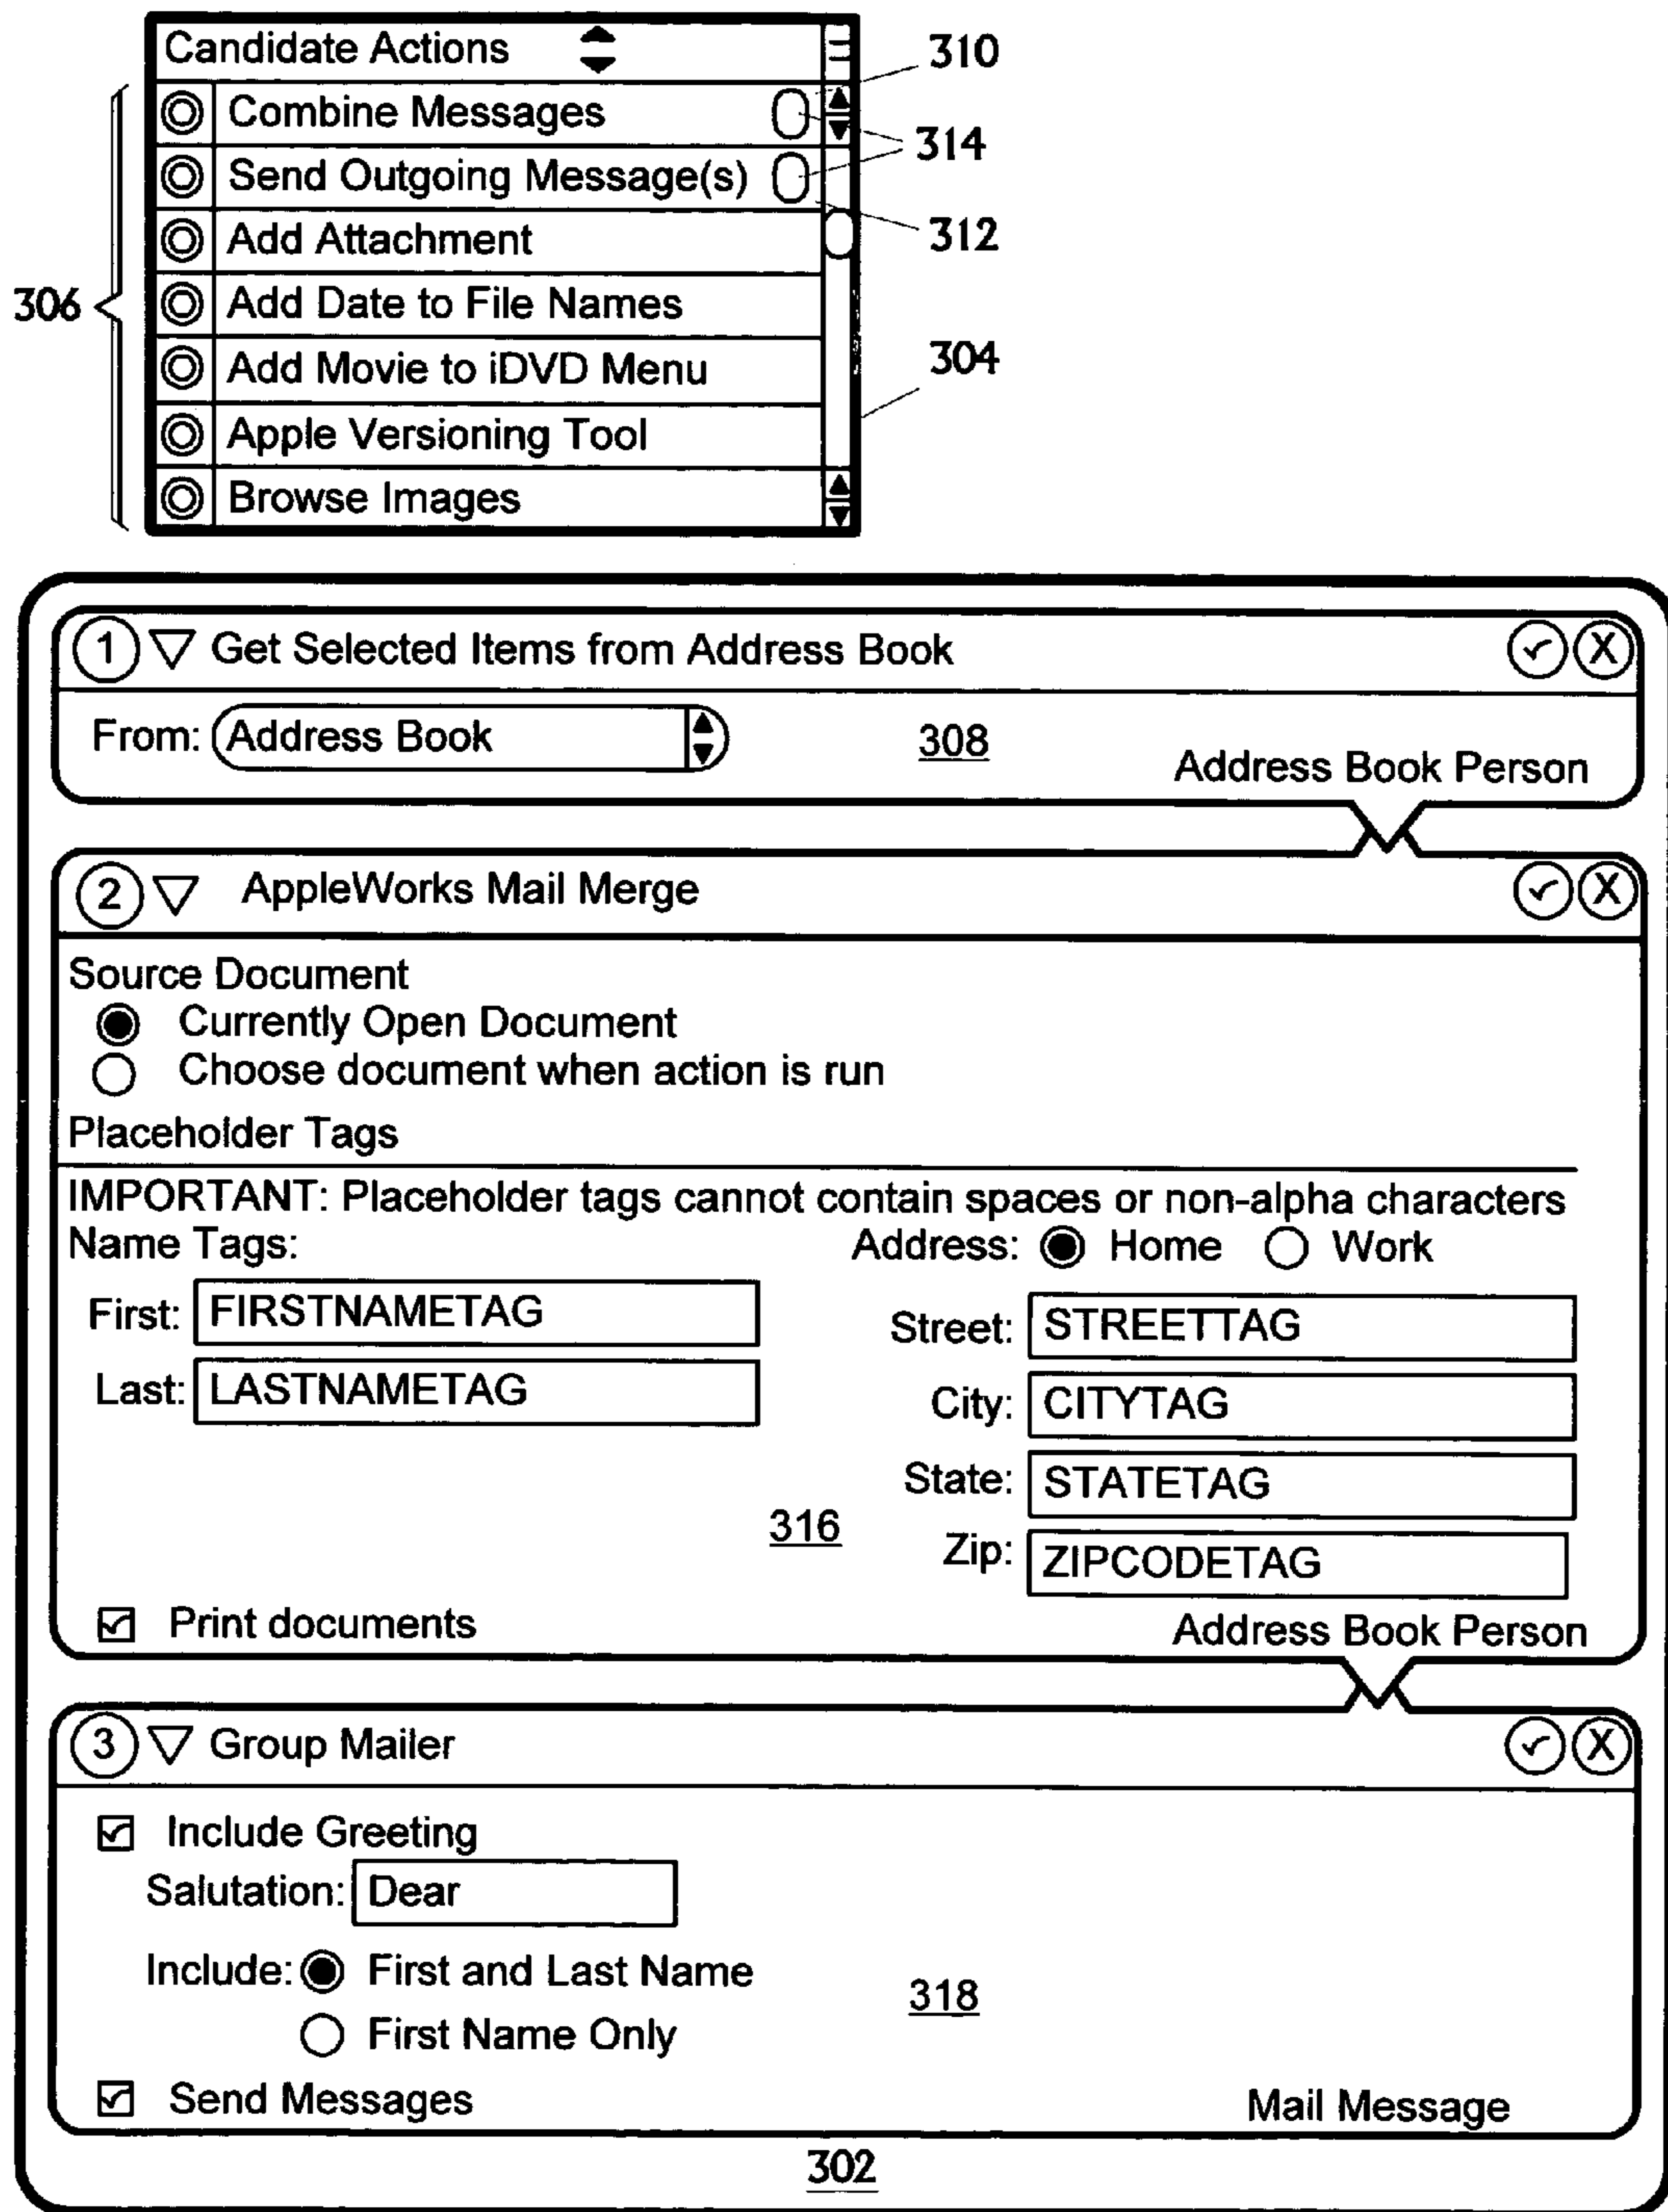 Candidate Actions
310
Combine Messages
314
Send Outgoing Message(s)
312
Add Attachment
306
Add Date to File Names
Add Movie to iDVD Menu
304
Apple Versioning Tool
Browse Images
1 Get Selected Items from Address Book X
From: Address Book 308
Address Book Person
2 AppleWorks Mail Merge X
Source Document
Currently Open Document
Choose document when action is run
Placeholder Tags
IMPORTANT: Placeholder tags cannot contain spaces or non-alpha characters
Name Tags: Address: Home Work
First: FIRSTNAMETAG Street: STREETTAG
Last: LASTNAMETAG City: CITYTAG
State: STATETAG
316
Zip: ZIPCODETAG
Print documents Address Book Person
3 Group Mailer X
Include Greeting
Salutation: Dear
Include: First and Last Name
318
First Name Only
Send Messages Mail Message
302